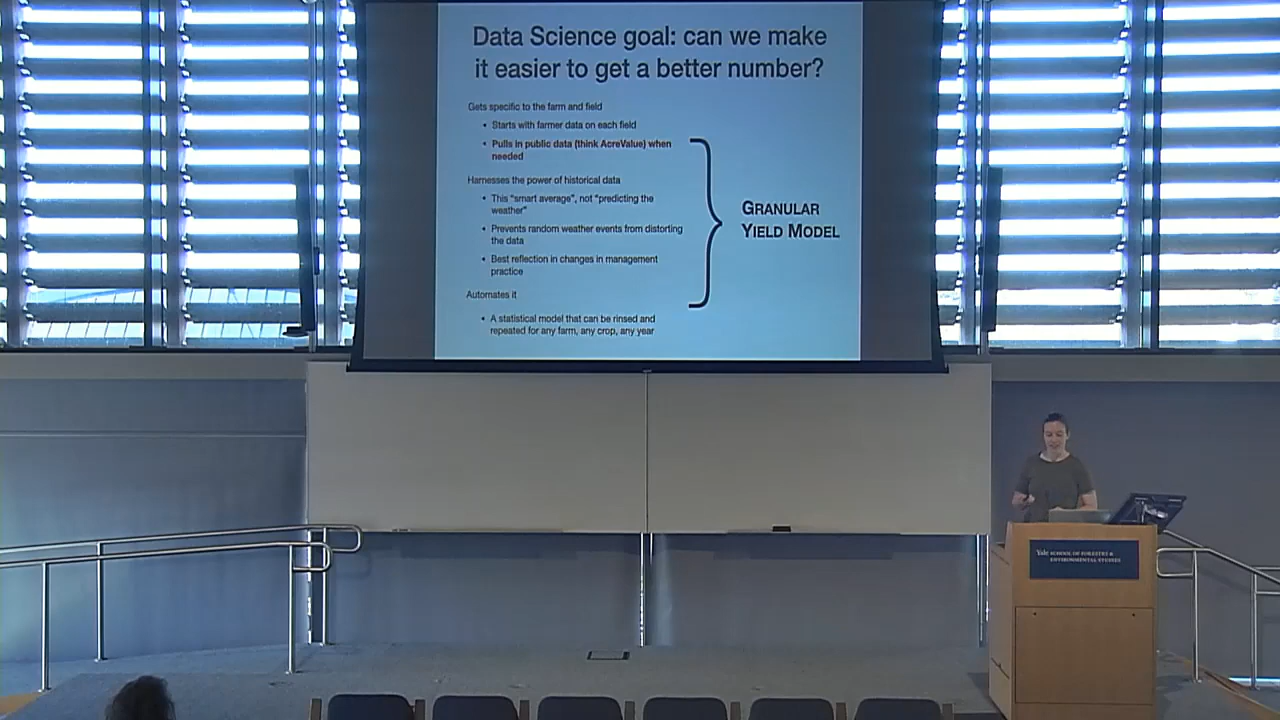 Data Science goal: can we make
it easier to get a better number?
Gets specific to the farm and field
• Starts with farmer data on each field
• Pulls in public data (think AcreValue) when
needed
Harnesses the power of historical data
• This "smart average", not "predicting the
weather"
• Prevents random weather events from distorting
the data
• Best reflection in changes in management
practice
Automates it
• A statistical model that can be rinsed and
repeated for any farm, any crop, any year
GRANULAR
YIELD MODEL
Yale SCHOOL OF FORESTRY &
ENVIRONMENTAL STUDIES